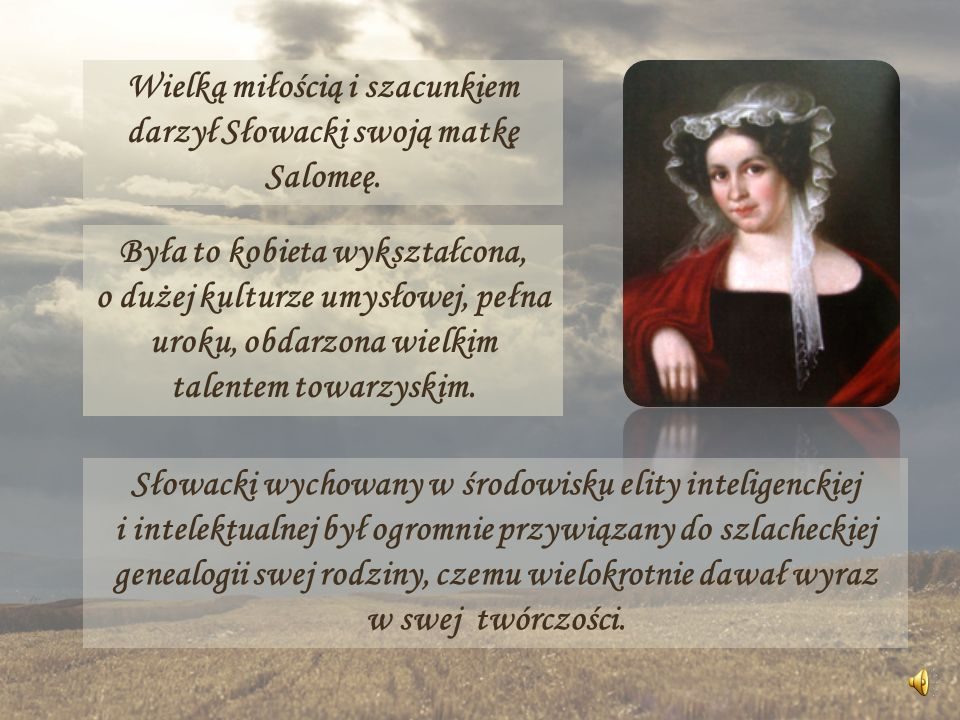 Wielką miłością i szacunkiem
darzył Słowacki swoją matkę
Salomeę.
Była to kobieta wykształcona,
o dużej kulturze umysłowej, pełna
uroku, obdarzona wielkim
talentem towarzyskim.
Słowacki wychowany w środowisku elity inteligenckiej
i intelektualnej był ogromnie przywiązany do szlacheckiej
genealogii swej rodziny, czemu wielokrotnie dawał wyraz
w swej twórczości.